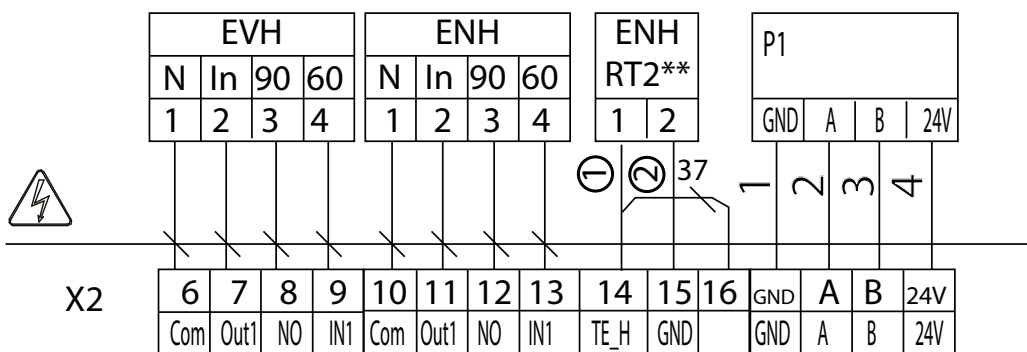 EVH ENH ENH P1
N In 90 60 N In 90 60 RT2**
1 2 3 4 1 2 3 4 1 2 GND A B 24V
1 2 37 1 2 3 4
X2 6 7 8 9 10 11 12 13 14 15 16 GND A B 24V
Com Out1 NO IN1 Com Out1 NO IN1 TE_H GND GND A B 24V